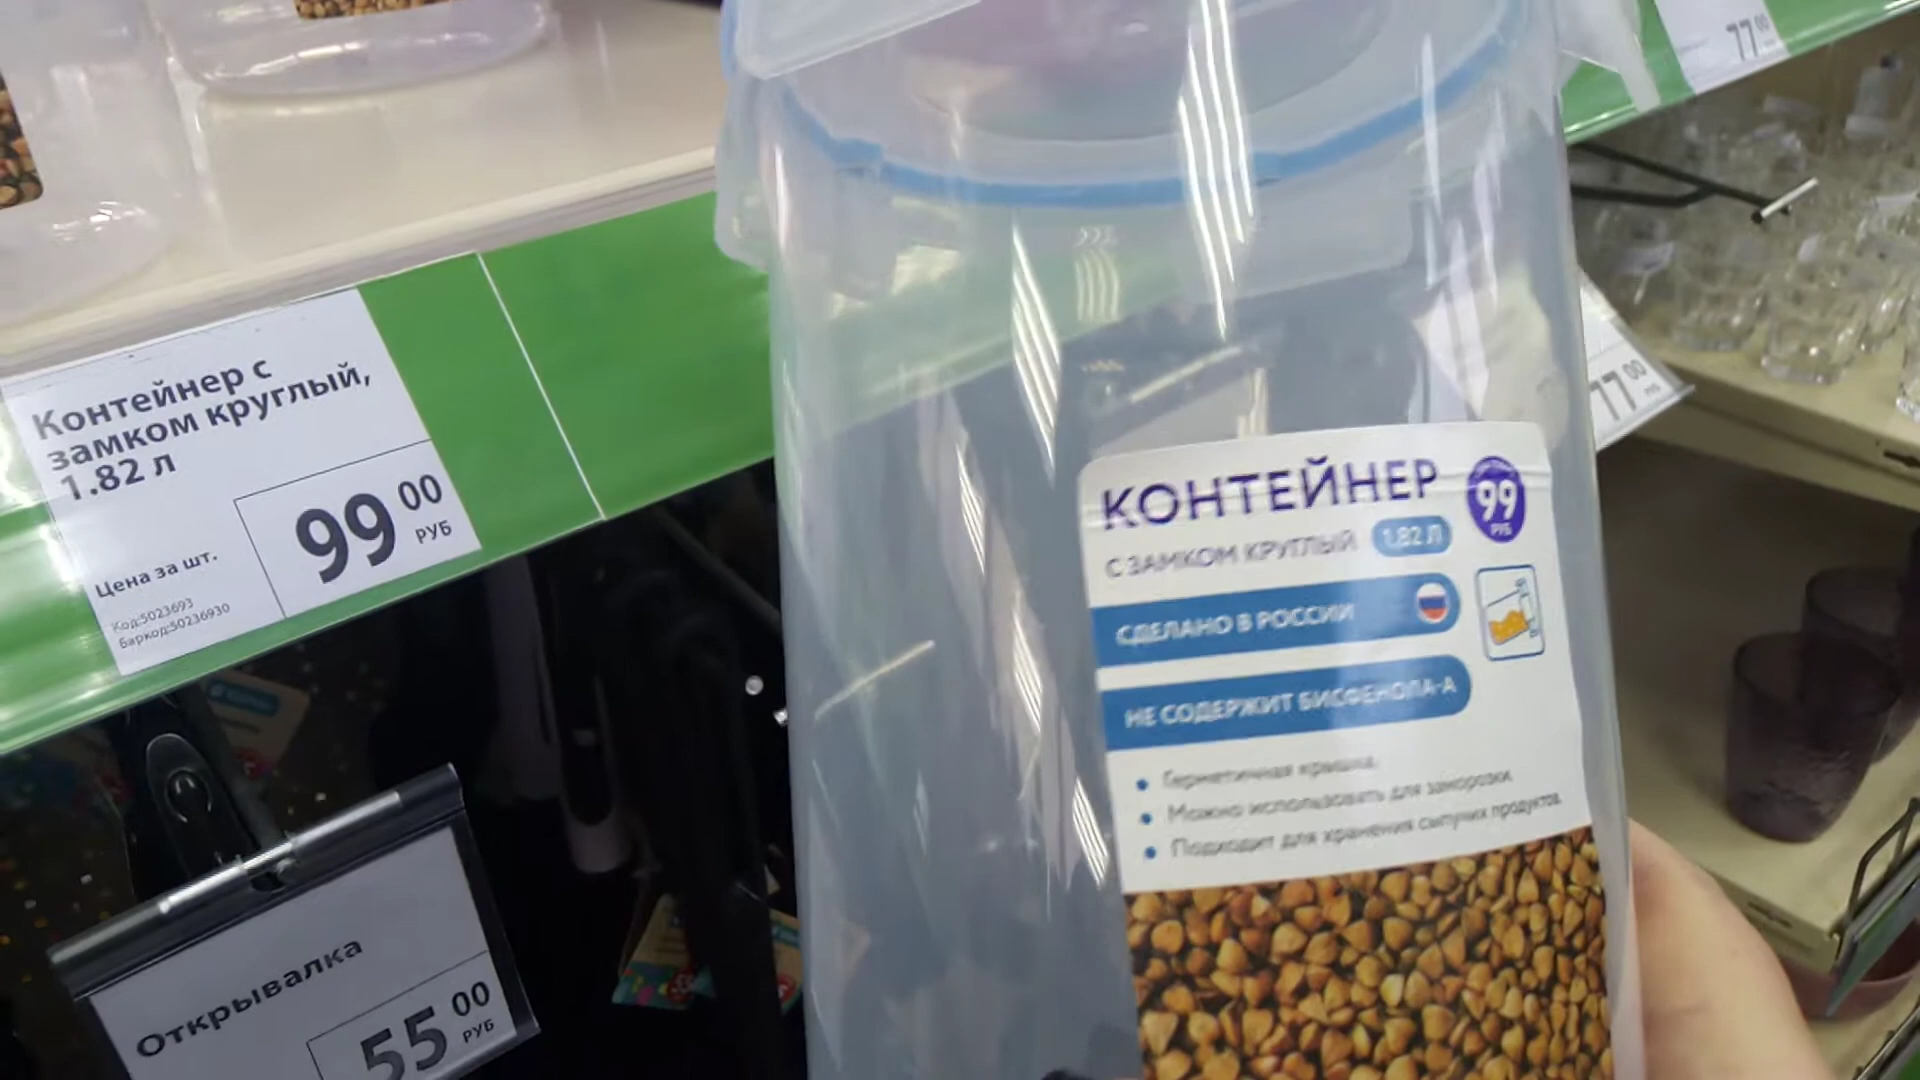 Контейнер с
замком круглый,
1.82 л
99 00
РУБ
Цена за шт.
Код:5023693
Баркод:50236930
Открывалка
55 00
РУБ
КОНТЕЙНЕР
С ЗАМКОМ КРУГЛЫЙ 1.82 Л
99
РУБ
СДЕЛАНО В РОССИИ
НЕ СОДЕРЖИТ БИСФЕНОЛА-А
Герметичная крышка
Можно использовать для заморозки
Подходит для хранения сыпучих продуктов
77 00
77 00